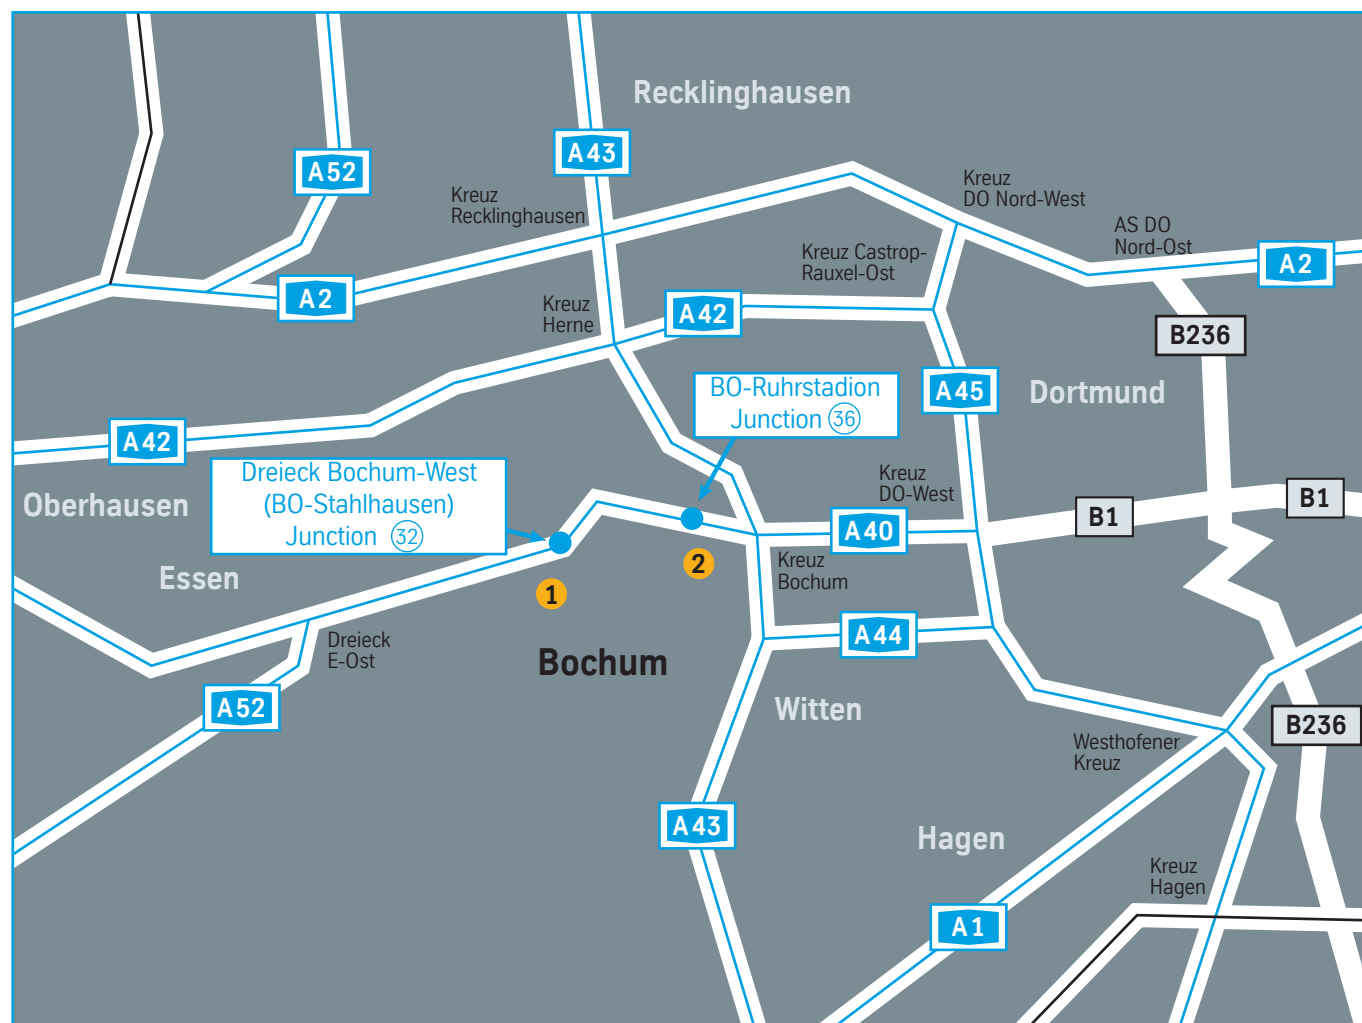 Recklinghausen
A43
A52
Kreuz
DO Nord-West
Kreuz
Recklinghausen
AS DO
Nord-Ost
Kreuz Castrop-
Rauxel-Ost
A2
A2
Kreuz
Herne
A42
B236
BO-Ruhrstadion
Junction 36
A45
Dortmund
A42
Dreieck Bochum-West
(BO-Stahlhausen)
Junction 32
Kreuz
DO-West
Oberhausen
B1
B1
A40
Essen
1
2
Kreuz
Bochum
Dreieck
E-Ost
Bochum
A44
A52
Witten
B236
Westhofener
Kreuz
A43
Hagen
Kreuz
Hagen
A1